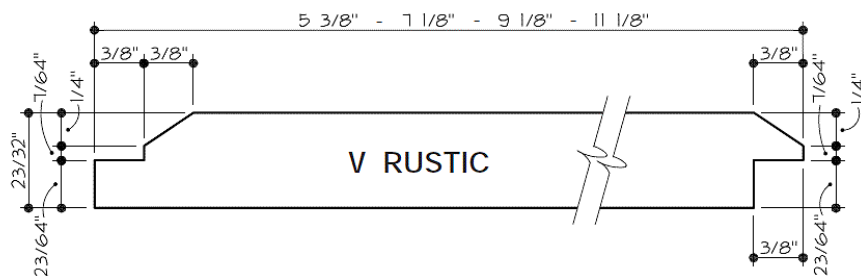 5 3/8" - 7 1/8" - 9 1/8" - 11 1/8"
3/8" 3/8" 3/8"
7/64" 1/4" 7/64" 1/4"
23/32"
V RUSTIC
23/64" 23/64"
3/8"